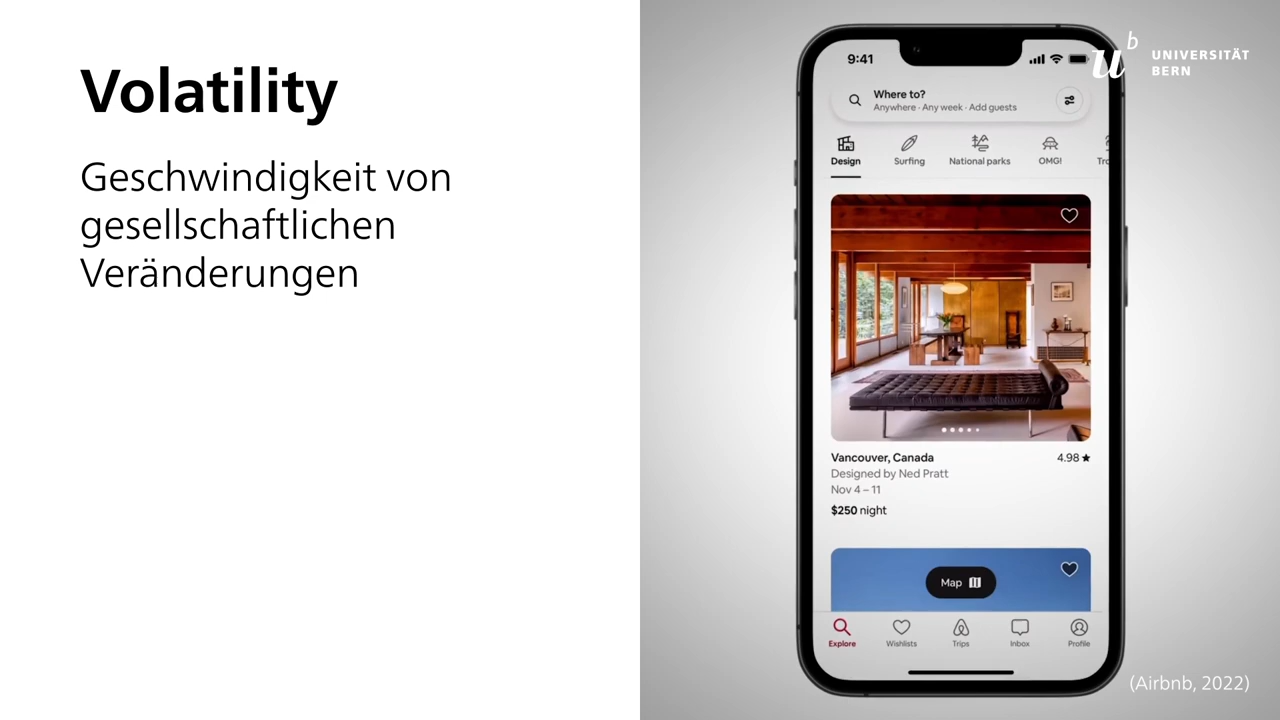 Volatility
Geschwindigkeit von
gesellschaftlichen
Veränderungen
9:41
u
b
UNIVERSITÄT
BERN
Where to?
Anywhere · Any week · Add guests
Design
Surfing
National parks
OMG!
Tro
Vancouver, Canada
4.98 ★
Designed by Ned Pratt
Nov 4 – 11
$250 night
Map
Explore
Wishlists
Trips
Inbox
Profile
(Airbnb, 2022)